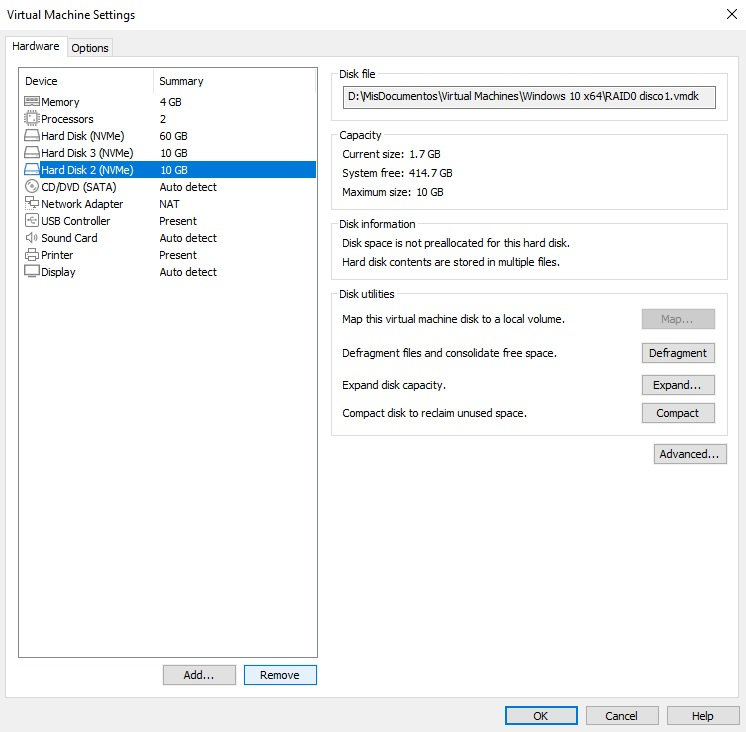 Virtual Machine Settings
Hardware
Options
Device Summary
Memory 4 GB
Processors 2
Hard Disk (NVMe) 60 GB
Hard Disk 3 (NVMe) 10 GB
Hard Disk 2 (NVMe) 10 GB
CD/DVD (SATA) Auto detect
Network Adapter NAT
USB Controller Present
Sound Card Auto detect
Printer Present
Display Auto detect
Add...
Remove
Disk file
D:\MisDocumentos\Virtual Machines\Windows 10 x64\RAID0 disco1.vmdk
Capacity
Current size: 1.7 GB
System free: 414.7 GB
Maximum size: 10 GB
Disk information
Disk space is not preallocated for this hard disk.
Hard disk contents are stored in multiple files.
Disk utilities
Map this virtual machine disk to a local volume. Map...
Defragment files and consolidate free space. Defragment
Expand disk capacity. Expand...
Compact disk to reclaim unused space. Compact
Advanced...
OK
Cancel
Help